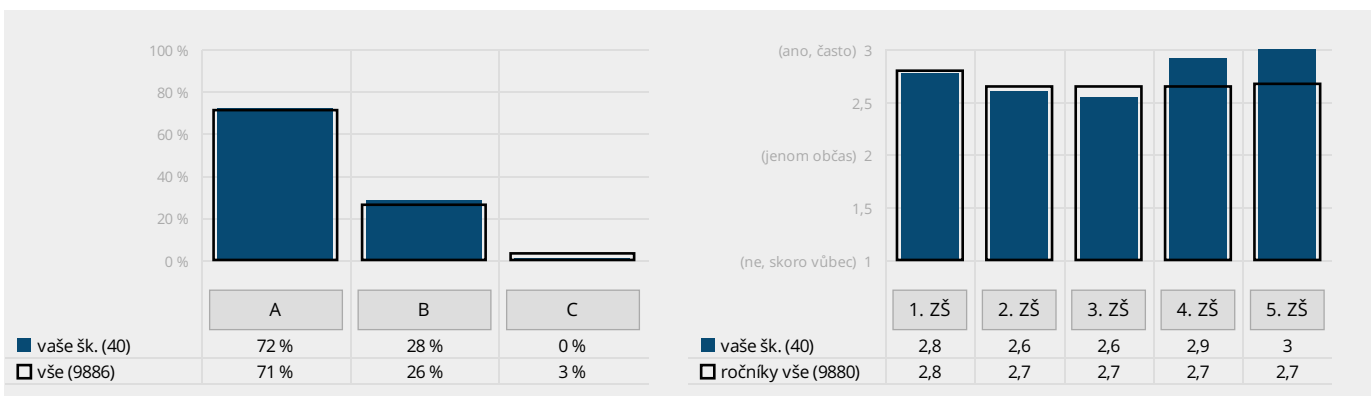 100 %
80 %
60 %
40 %
20 %
0 %
A B C
vaše šk. (40) 72 % 28 % 0 %
vše (9886) 71 % 26 % 3 %
(ano, často) 3
2,5
(jenom občas) 2
1,5
(ne, skoro vůbec) 1
1. ZŠ 2. ZŠ 3. ZŠ 4. ZŠ 5. ZŠ
vaše šk. (40) 2,8 2,6 2,6 2,9 3
ročníky vše (9880) 2,8 2,7 2,7 2,7 2,7